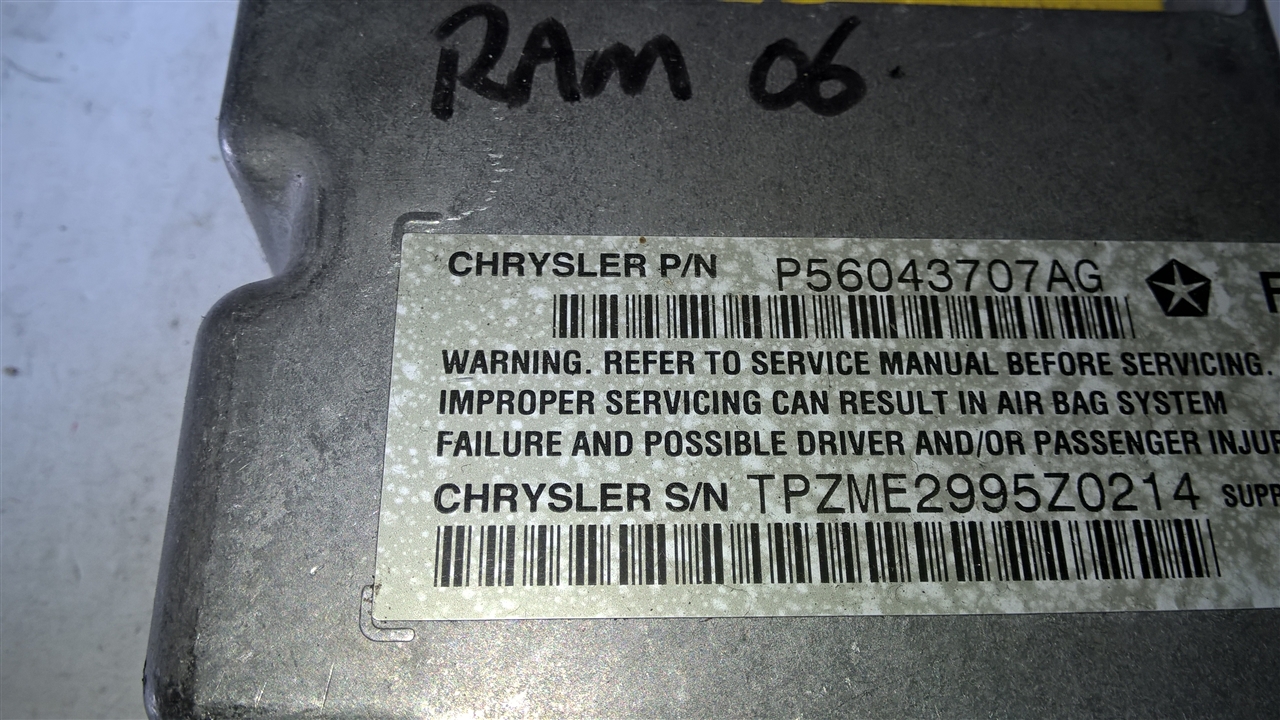 RAM 06.
CHRYSLER P/N P56043707AG
WARNING. REFER TO SERVICE MANUAL BEFORE SERVICING.
IMPROPER SERVICING CAN RESULT IN AIR BAG SYSTEM
FAILURE AND POSSIBLE DRIVER AND/OR PASSENGER
CHRYSLER S/N TPZME2995Z0214